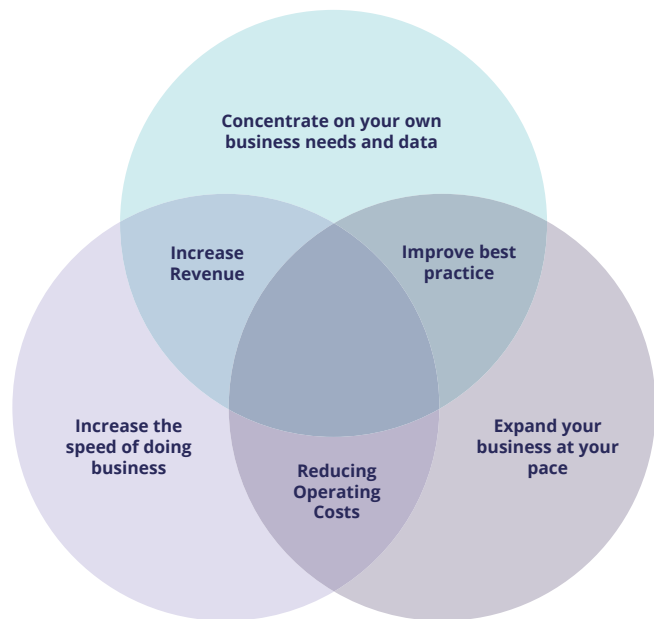 Concentrate on your own
business needs and data
Increase
Revenue
Improve best
practice
Increase the
speed of doing
business
Expand your
business at your
pace
Reducing
Operating
Costs